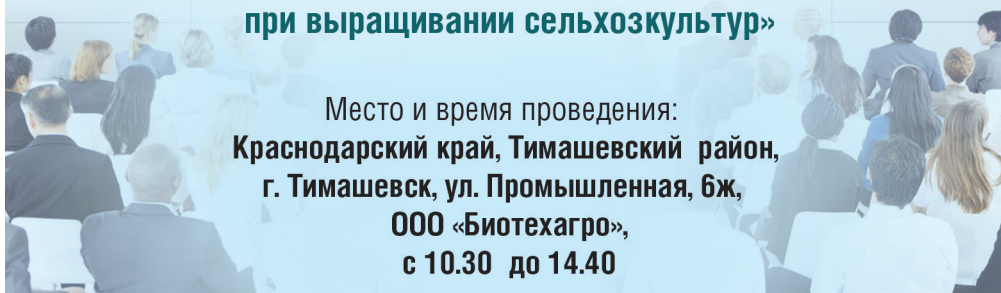 при выращивании сельхозкультур»
Место и время проведения:
Краснодарский край, Тимашевский район,
г. Тимашевск, ул. Промышленная, 6ж,
ООО «Биотехагро»,
с 10.30 до 14.40